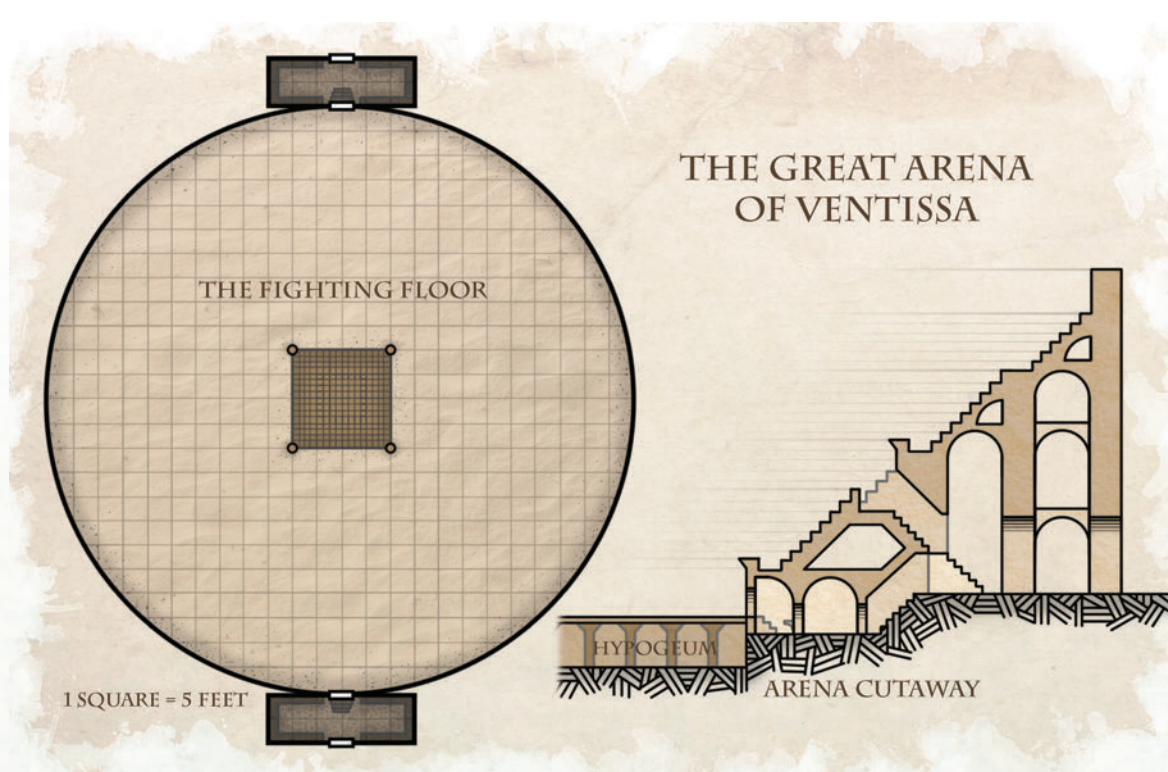 THE GREAT ARENA
OF VENTISSA
THE FIGHTING FLOOR
HYPOGEUM
1 SQUARE = 5 FEET
ARENA CUTAWAY